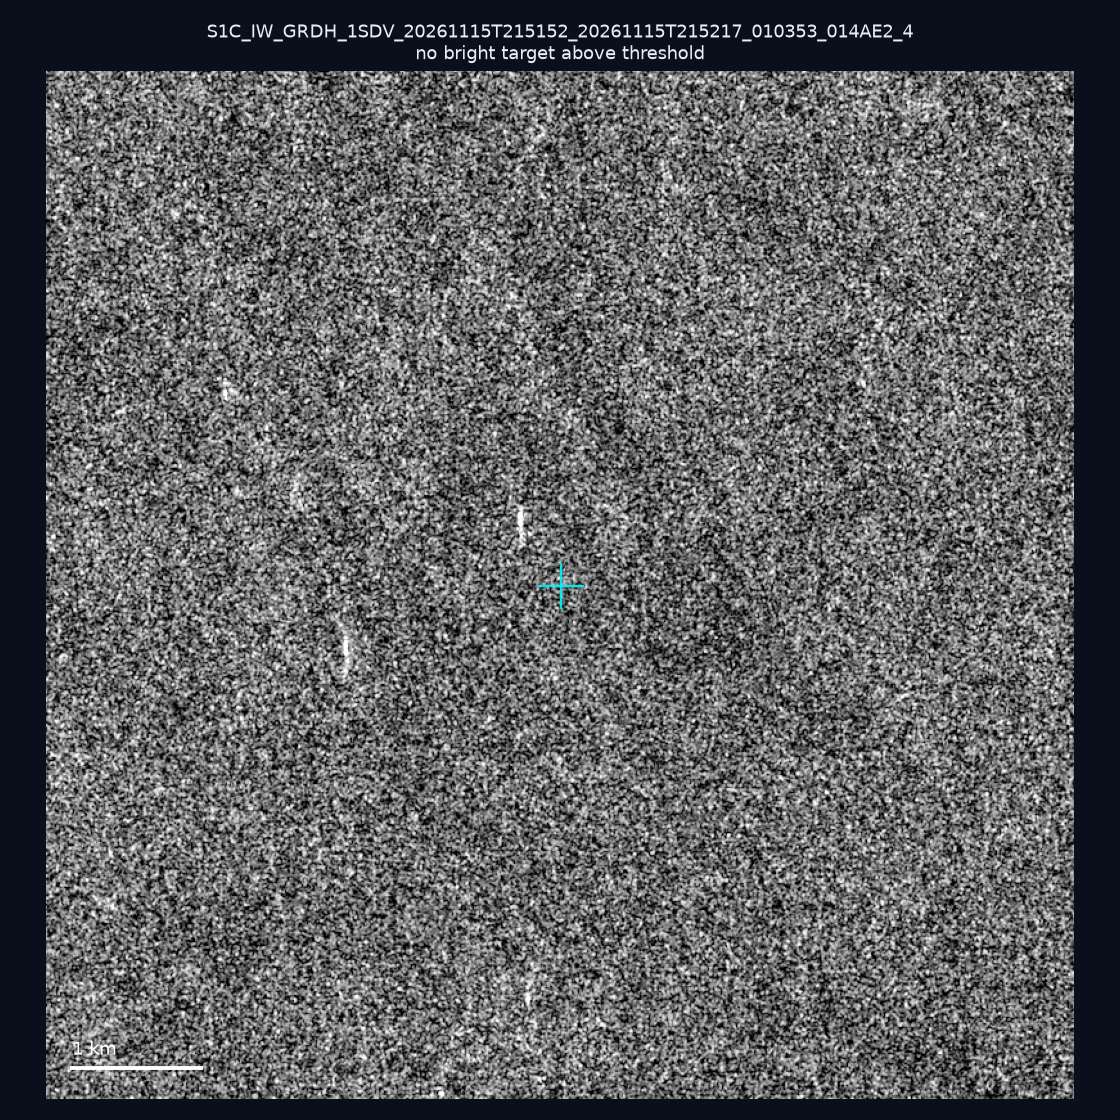 S1C_IW_GRDH_1SDV_20261115T215152_20261115T215217_010353_014AE2_4
no bright target above threshold
1 km